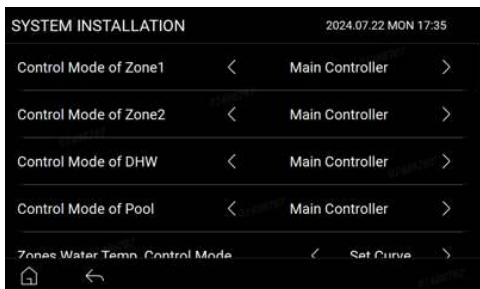 SYSTEM INSTALLATION 2024.07.22 MON 17:35
Control Mode of Zone1 < Main Controller >
Control Mode of Zone2 < Main Controller >
Control Mode of DHW < Main Controller >
Control Mode of Pool < Main Controller >
Zones Water Temp. Control Mode < Set Curve >